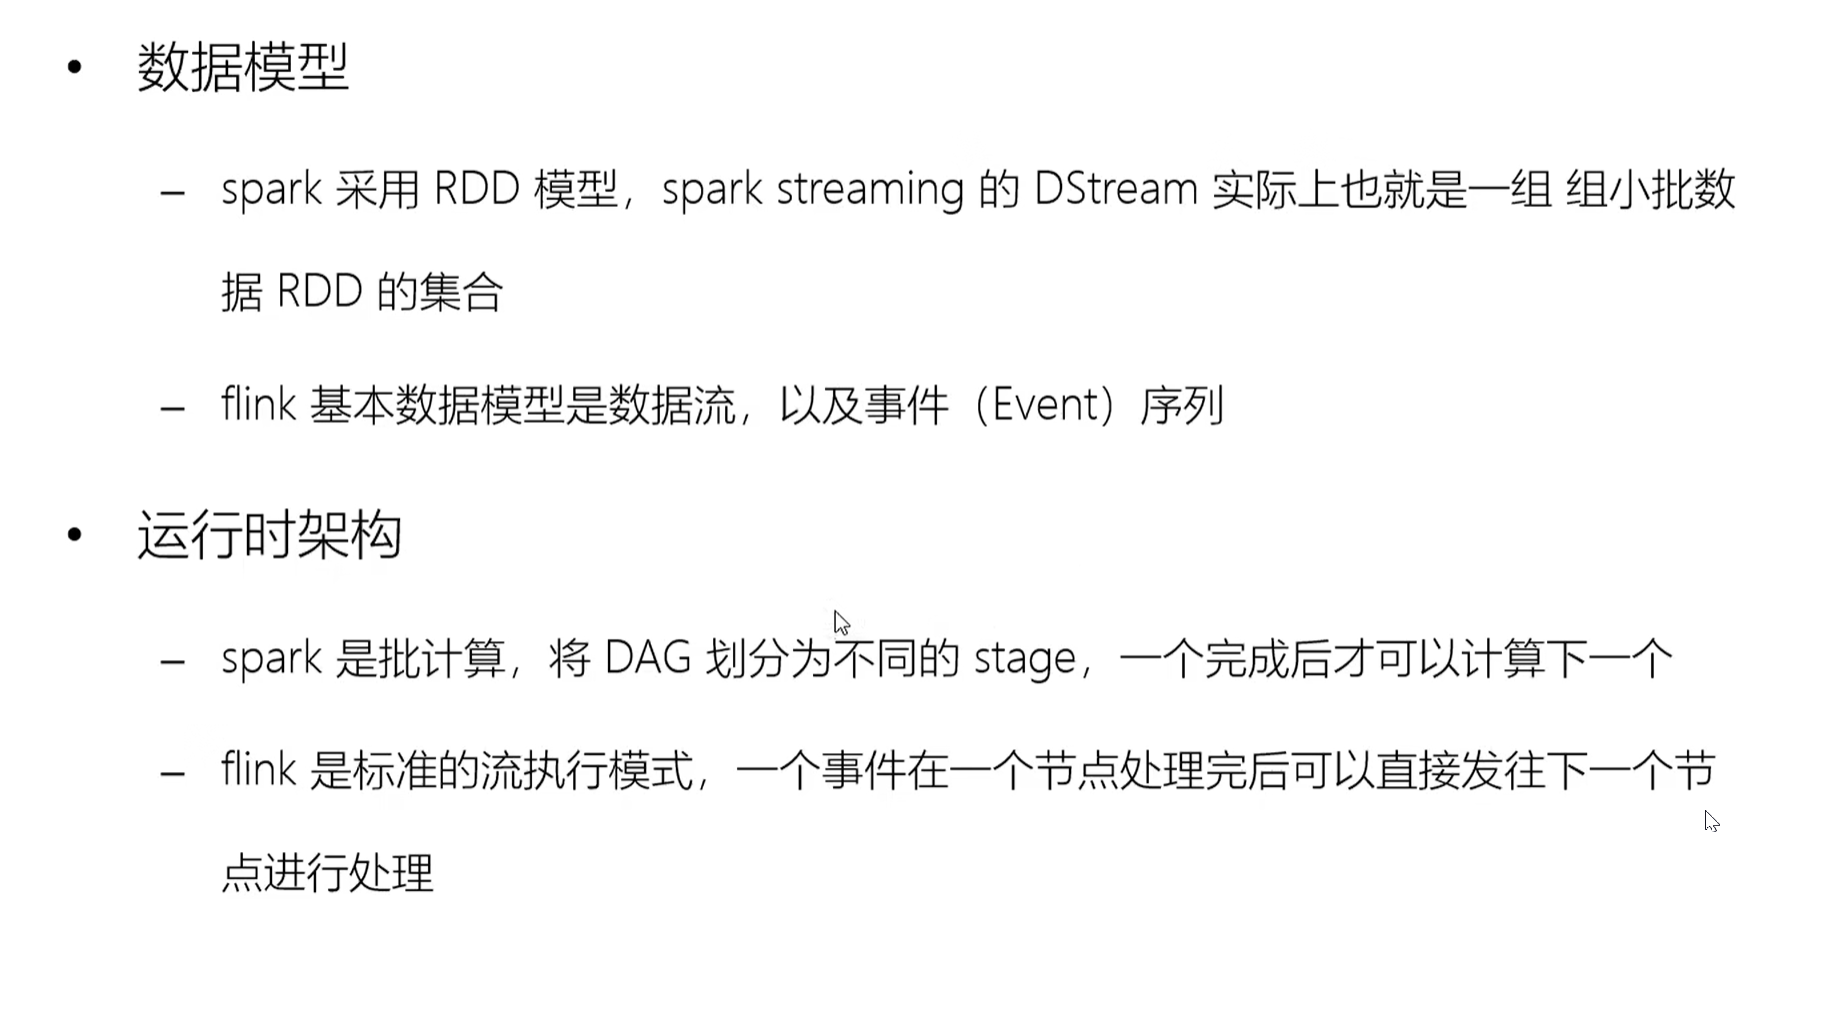 • 数据模型
– spark 采用 RDD 模型，spark streaming 的 DStream 实际上也就是一组 组小批数
据 RDD 的集合
– flink 基本数据模型是数据流，以及事件（Event）序列
• 运行时架构
– spark 是批计算，将 DAG 划分为不同的 stage，一个完成后才可以计算下一个
– flink 是标准的流执行模式，一个事件在一个节点处理完后可以直接发往下一个节
点进行处理